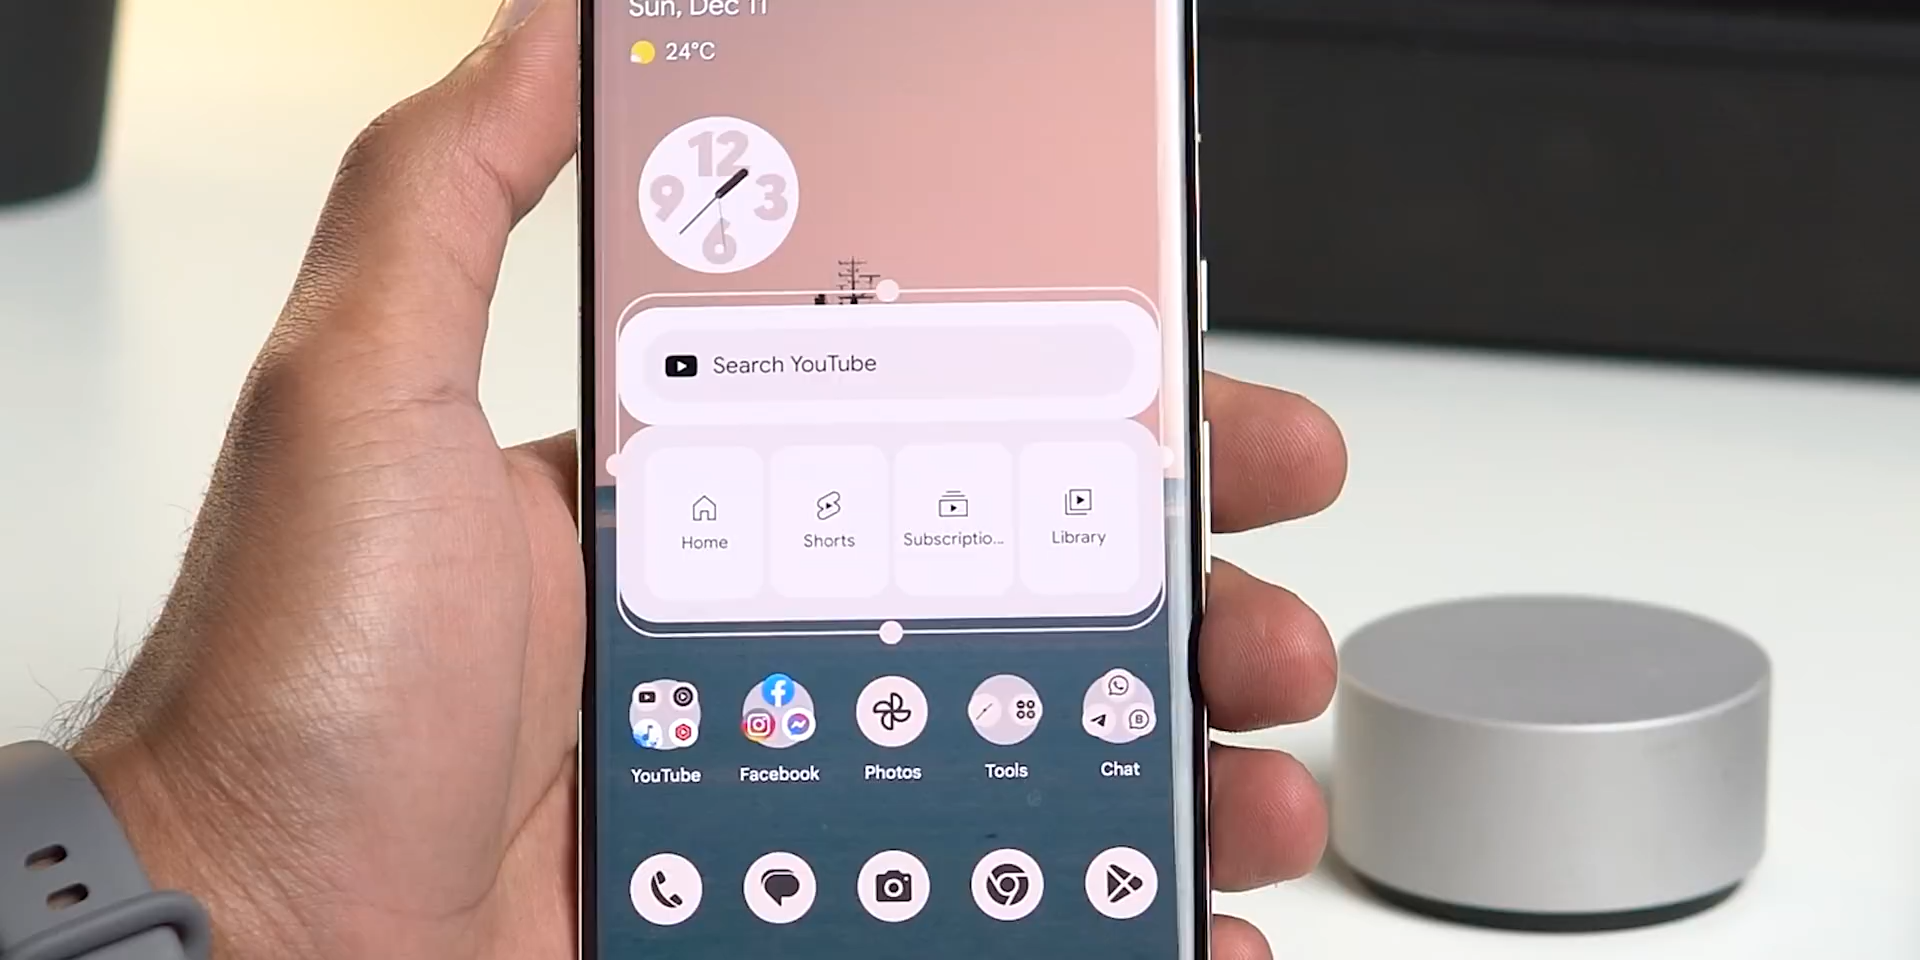 Sun, Dec 11
24°C
12
9 3
6
Search YouTube
Home Shorts Subscriptio... Library
YouTube Facebook Photos Tools Chat